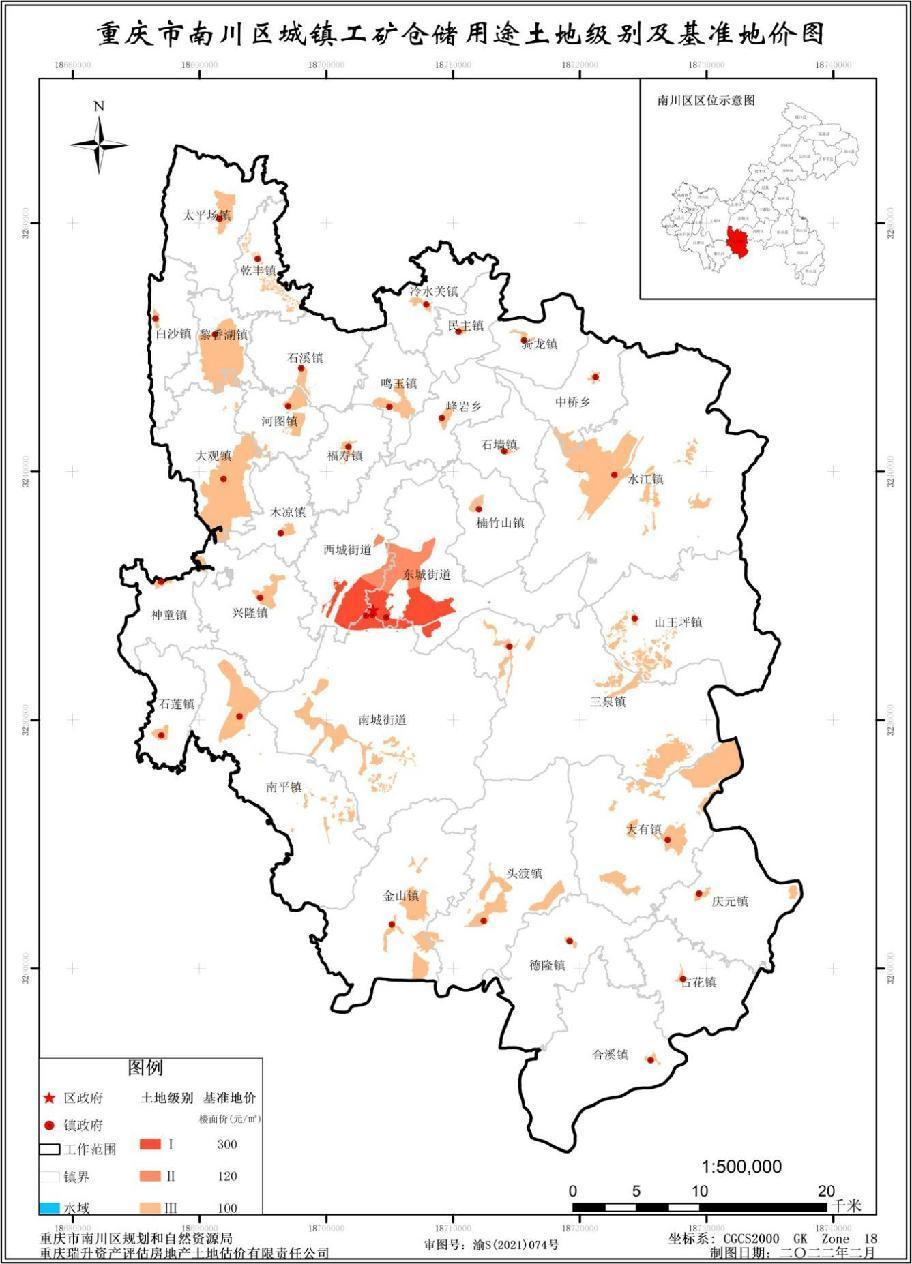 重庆市南川区城镇工矿仓储用途土地级别及基准地价图
18700000
18710000
18720000
N
南川区区位示意图
太平场镇
乾丰镇
冷水关镇
民主镇
骑龙镇
白沙镇
黎香湖镇
石溪镇
鸣玉镇
峰岩乡
中桥乡
河图镇
大观镇
福寿镇
石墙镇
水江镇
木凉镇
楠竹山镇
西城街道
东城街道
神童镇
兴隆镇
山王坪镇
石莲镇
南城街道
三泉镇
南平镇
大有镇
头渡镇
金山镇
庆元镇
德隆镇
古花镇
合溪镇
图例
区政府 土地级别 基准地价
楼面价(元/㎡)
镇政府
工作范围 I 300
镇界 II 120
水域 III 100
1:500,000
0 5 10 20
千米
重庆市南川区规划和自然资源局
重庆瑞升资产评估房地产土地估价有限责任公司
审图号：渝S(2021)074号
坐标系：CGCS2000 GK Zone 18
制图日期：二〇二二年二月